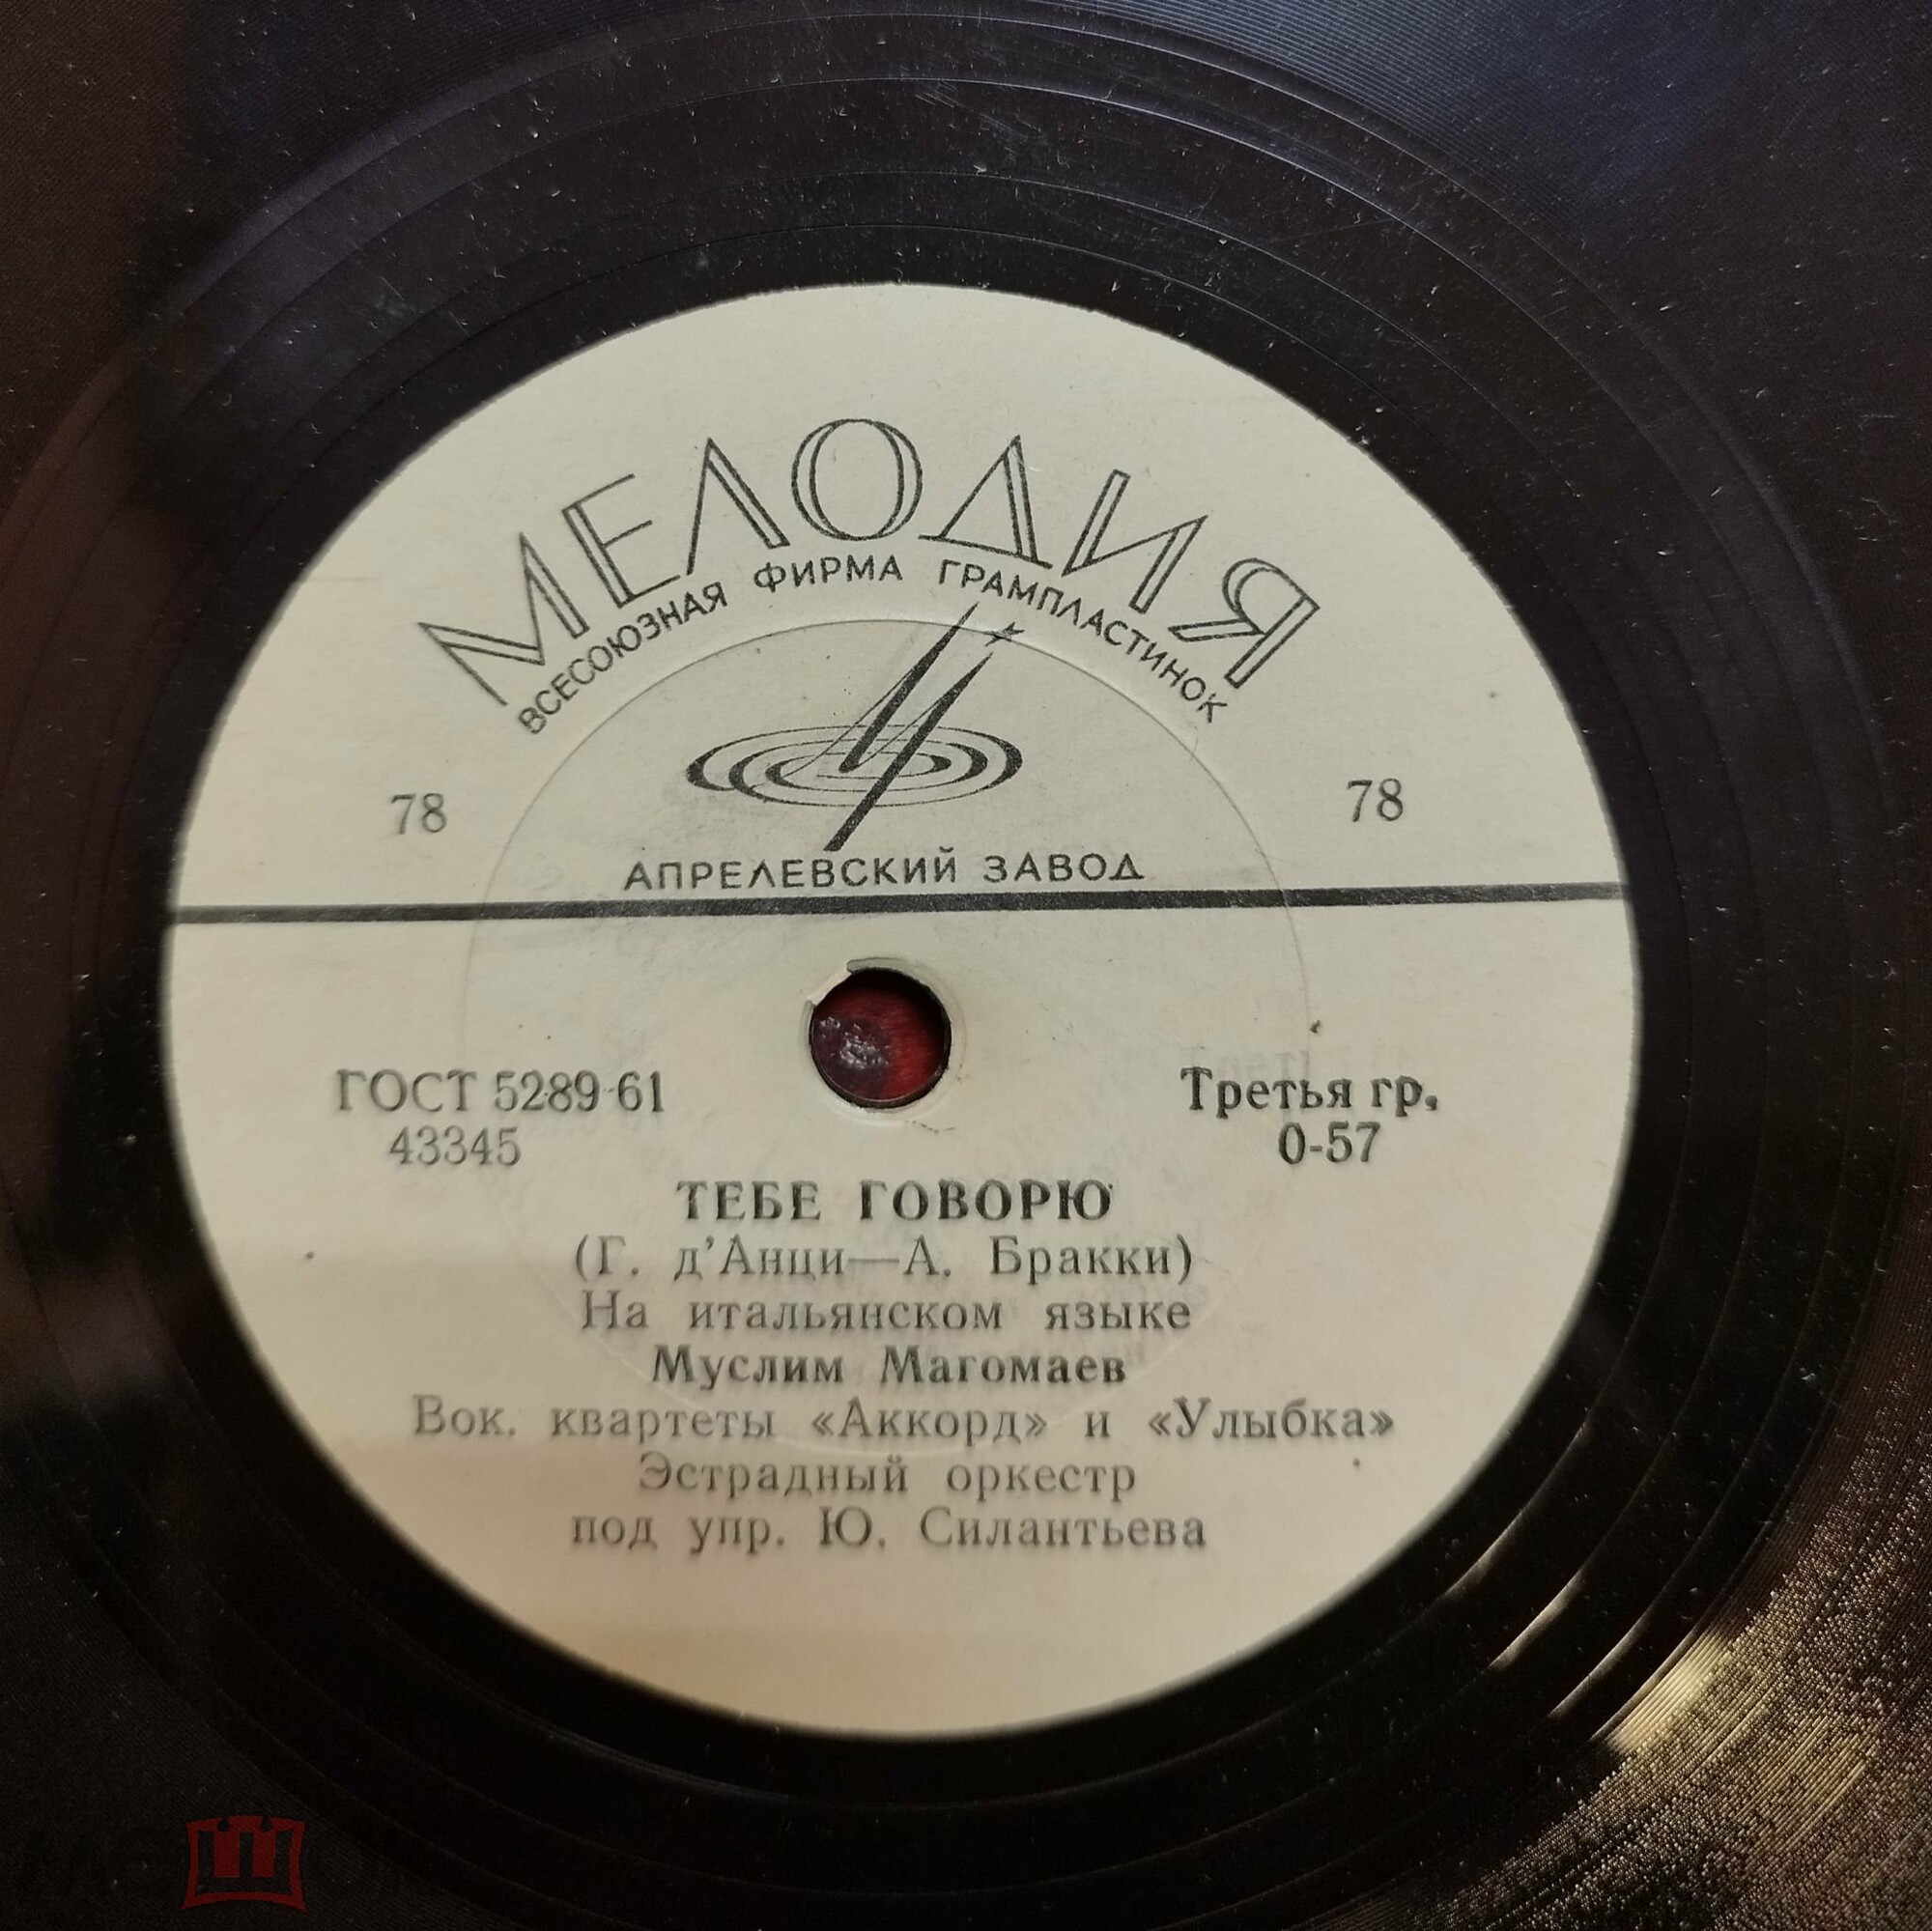 МЕЛОДИЯ
ВСЕСОЮЗНАЯ ФИРМА ГРАМПЛАСТИНОК
78 78
АПРЕЛЕВСКИЙ ЗАВОД
ГОСТ 5289-61 Третья гр.
43345 0-57
ТЕБЕ ГОВОРЮ
(Г. д'Анци—А. Бракки)
На итальянском языке
Муслим Магомаев
Вок. квартеты «Аккорд» и «Улыбка»
Эстрадный оркестр
под упр. Ю. Силантьева